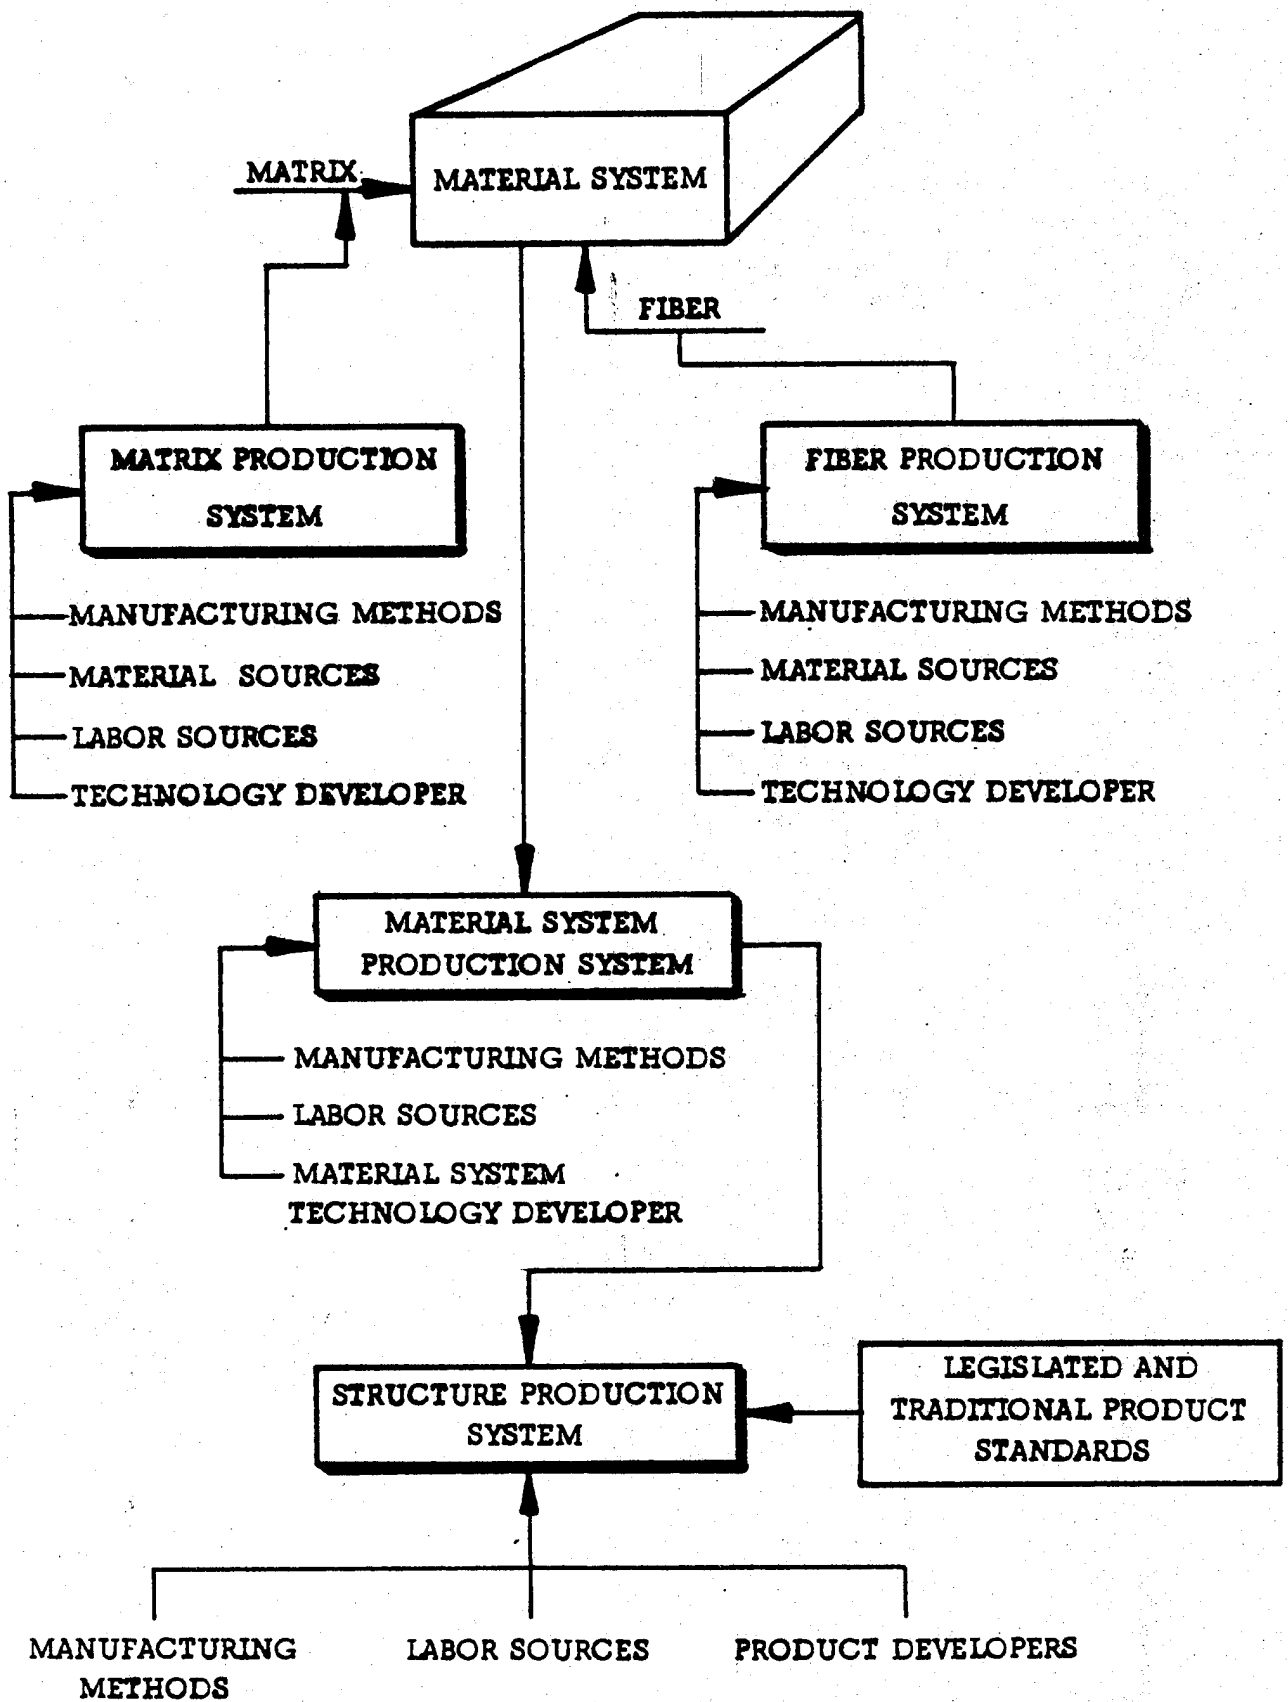 MATRIX
MATERIAL SYSTEM
FIBER
MATRIX PRODUCTION
SYSTEM
MANUFACTURING METHODS
MATERIAL SOURCES
LABOR SOURCES
TECHNOLOGY DEVELOPER
FIBER PRODUCTION
SYSTEM
MANUFACTURING METHODS
MATERIAL SOURCES
LABOR SOURCES
TECHNOLOGY DEVELOPER
MATERIAL SYSTEM
PRODUCTION SYSTEM
MANUFACTURING METHODS
LABOR SOURCES
MATERIAL SYSTEM
TECHNOLOGY DEVELOPER
STRUCTURE PRODUCTION
SYSTEM
LEGISLATED AND
TRADITIONAL PRODUCT
STANDARDS
MANUFACTURING
METHODS
LABOR SOURCES
PRODUCT DEVELOPERS